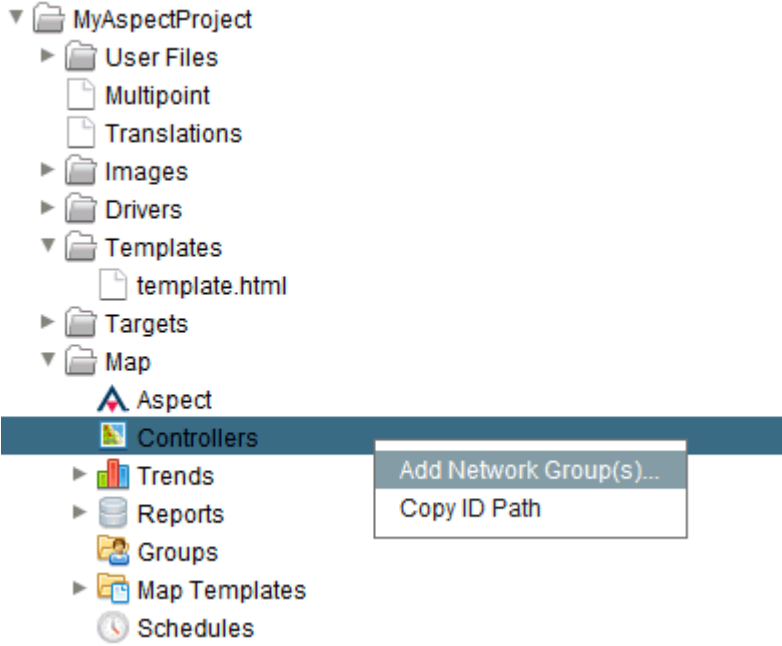 MyAspectProject
User Files
Multipoint
Translations
Images
Drivers
Templates
template.html
Targets
Map
Aspect
Controllers
Add Network Group(s)...
Copy ID Path
Trends
Reports
Groups
Map Templates
Schedules